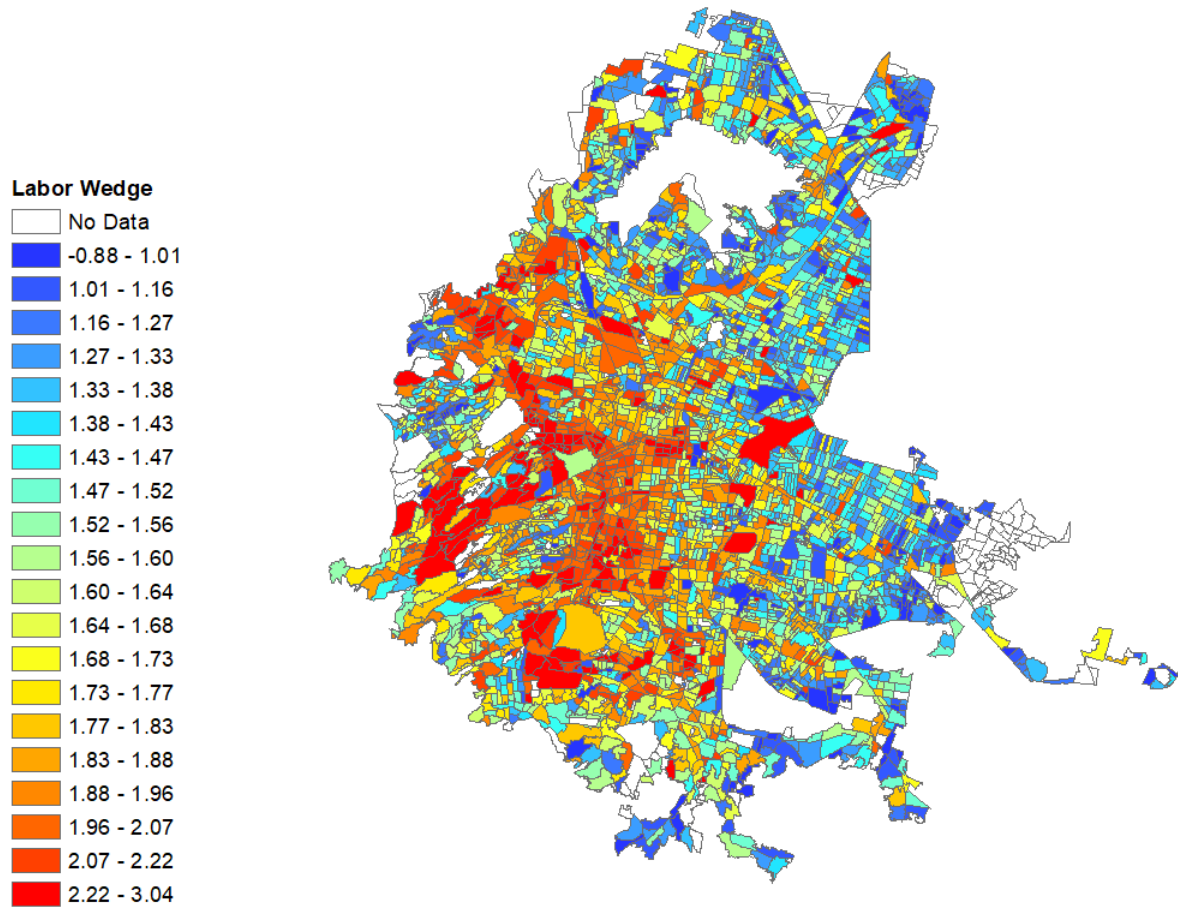 Labor Wedge
No Data
-0.88 - 1.01
1.01 - 1.16
1.16 - 1.27
1.27 - 1.33
1.33 - 1.38
1.38 - 1.43
1.43 - 1.47
1.47 - 1.52
1.52 - 1.56
1.56 - 1.60
1.60 - 1.64
1.64 - 1.68
1.68 - 1.73
1.73 - 1.77
1.77 - 1.83
1.83 - 1.88
1.88 - 1.96
1.96 - 2.07
2.07 - 2.22
2.22 - 3.04